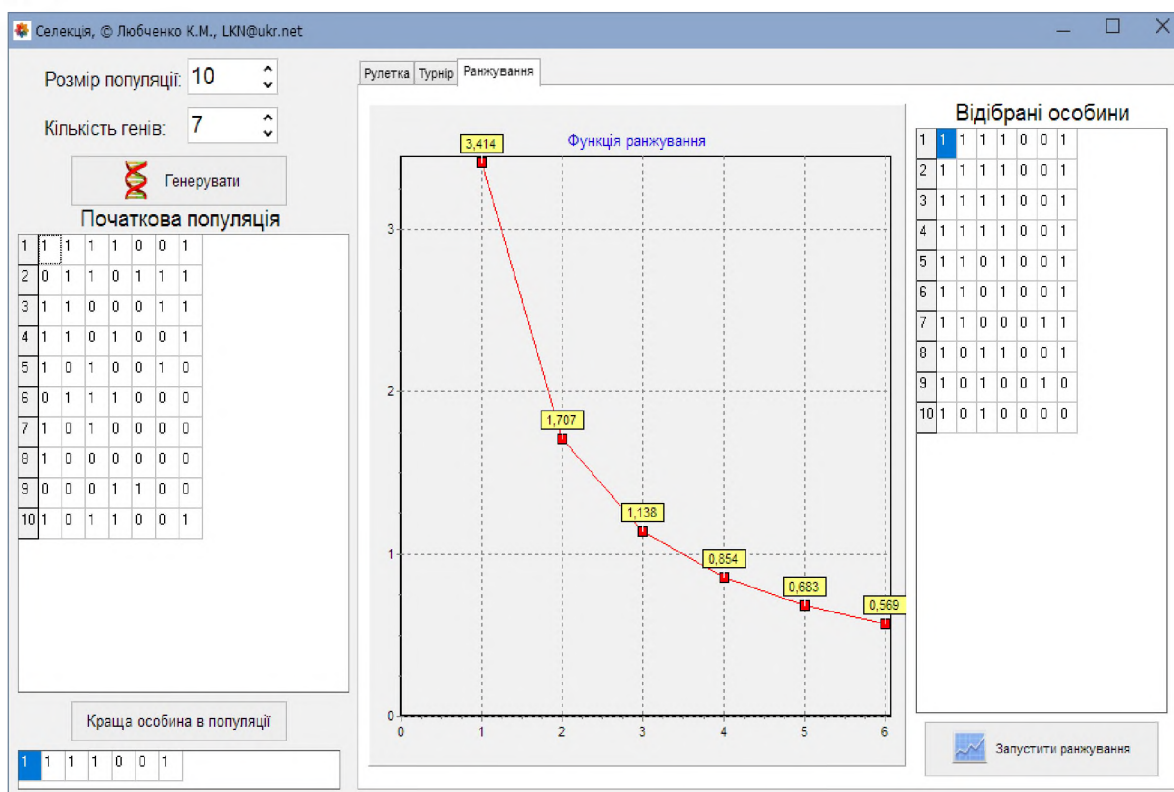 Селекція, © Любченко К.М., LKN@ukr.net
Розмір популяції: 10
Кількість генів: 7
Генерувати
Початкова популяція
1 1 1 1 1 0 0 1
2 0 1 1 0 1 1 1
3 1 1 0 0 0 1 1
4 1 1 0 1 0 0 1
5 1 0 1 0 0 1 0
6 0 1 1 1 0 0 0
7 1 0 1 0 0 0 0
8 1 0 0 0 0 0 0
9 0 0 0 1 1 0 0
10 1 0 1 1 0 0 1
Краща особина в популяції
1 1 1 1 0 0 1
Рулетка Турнір Ранжування
Функція ранжування
3,414
1,707
1,138
0,854
0,683
0,569
3
2
1
0
0 1 2 3 4 5 6
Відібрані особини
1 1 1 1 1 0 0 1
2 1 1 1 1 0 0 1
3 1 1 1 1 0 0 1
4 1 1 1 1 0 0 1
5 1 1 0 1 0 0 1
6 1 1 0 1 0 0 1
7 1 1 0 0 0 1 1
8 1 0 1 1 0 0 1
9 1 0 1 0 0 1 0
10 1 0 1 0 0 0 0
Запустити ранжування